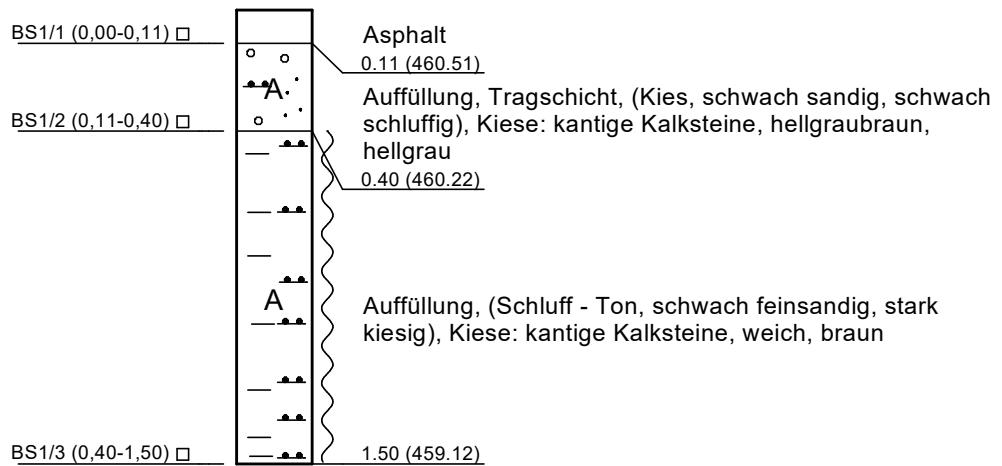 BS1/1 (0,00-0,11)
Asphalt
0.11 (460.51)
A
Auffüllung, Tragschicht, (Kies, schwach sandig, schwach
schluffig), Kiese: kantige Kalksteine, hellgraubraun,
hellgrau
BS1/2 (0,11-0,40)
0.40 (460.22)
A
Auffüllung, (Schluff - Ton, schwach feinsandig, stark
kiesig), Kiese: kantige Kalksteine, weich, braun
BS1/3 (0,40-1,50)
1.50 (459.12)